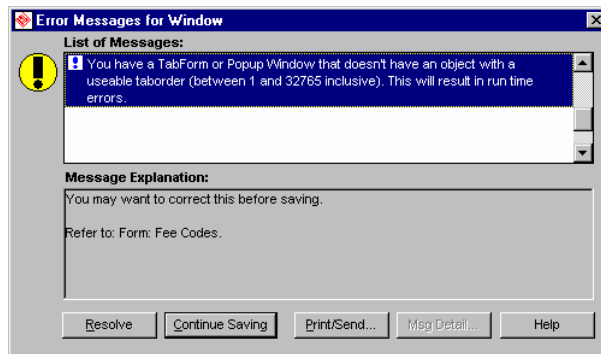 Error Messages for Window
List of Messages:
You have a TabForm or Popup Window that doesn't have an object with a
useable taborder (between 1 and 32765 inclusive). This will result in run time
errors.
Message Explanation:
You may want to correct this before saving.
Refer to: Form: Fee Codes.
Resolve Continue Saving Print/Send... Msg Detail... Help